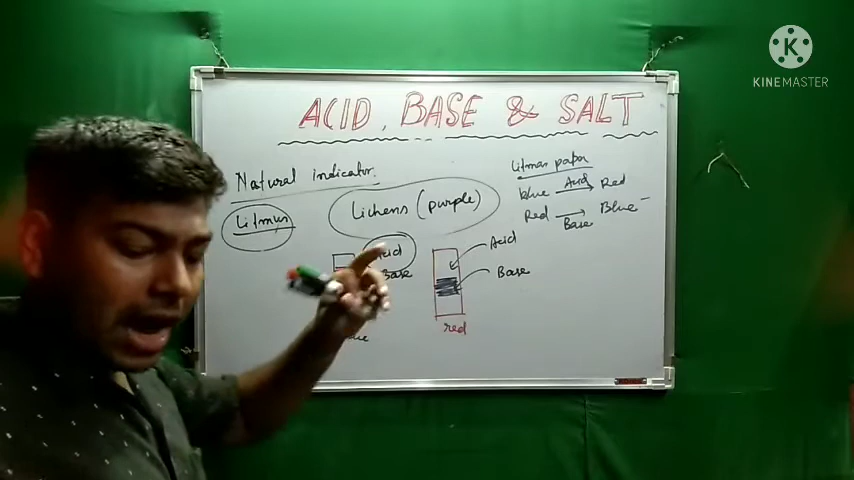 KINEMASTER
ACID, BASE & SALT
Natural indicator.
Litmus
Lichens (purple)
Litmus paper
blue Acid Red
Red Base Blue
Acid
Base
Acid
Base
red